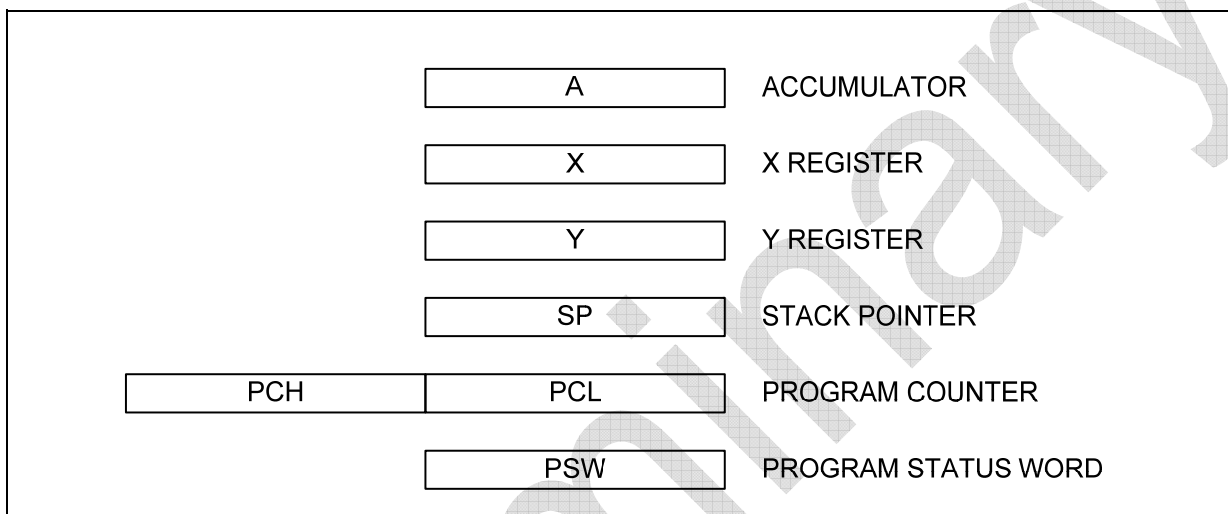 A ACCUMULATOR
X X REGISTER
Y Y REGISTER
SP STACK POINTER
PCH PCL PROGRAM COUNTER
PSW PROGRAM STATUS WORD